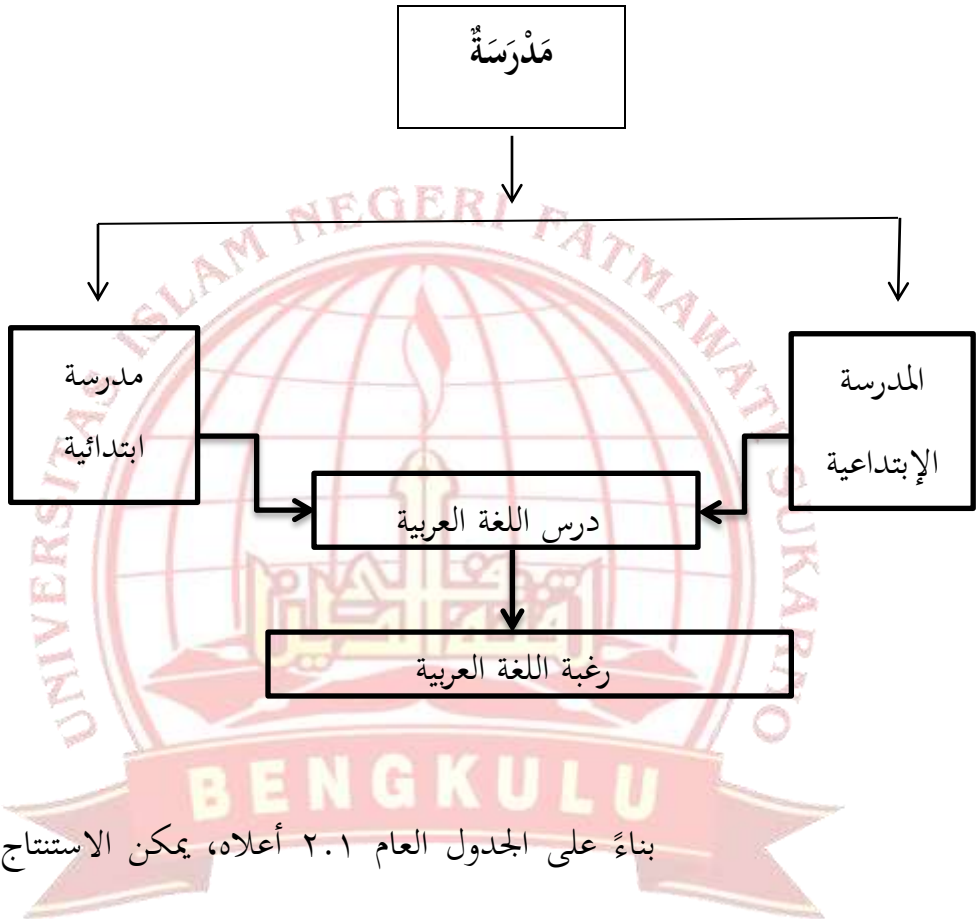 مَدْرَسَةٌ
المدرسة
الإبتداعية
مدرسة
ابتدائية
درس اللغة العربية
رغبة اللغة العربية
بناءً على الجدول العام ٢.١ أعلاه، يمكن الاستنتاج
UNIVERSITAS ISLAM NEGERI FATMAWATI SUKARNO
BENGKULU